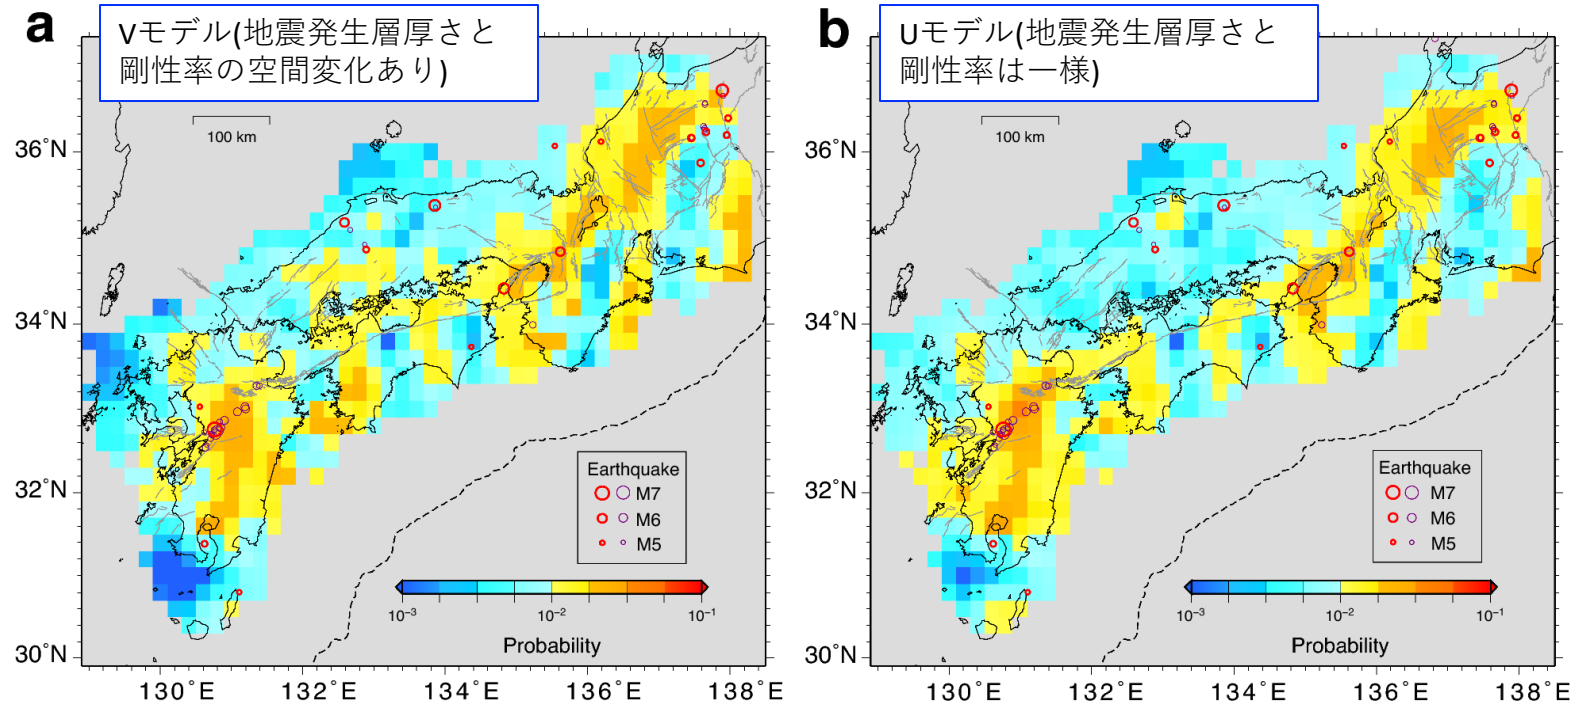 a
Vモデル(地震発生層厚さと
剛性率の空間変化あり)
100 km
36°N
34°N
32°N
30°N
Earthquake
M7
M6
M5
10⁻³
10⁻²
10⁻¹
Probability
130°E
132°E
134°E
136°E
138°E
b
Uモデル(地震発生層厚さと
剛性率は一様)
100 km
36°N
34°N
32°N
30°N
Earthquake
M7
M6
M5
10⁻³
10⁻²
10⁻¹
Probability
130°E
132°E
134°E
136°E
138°E